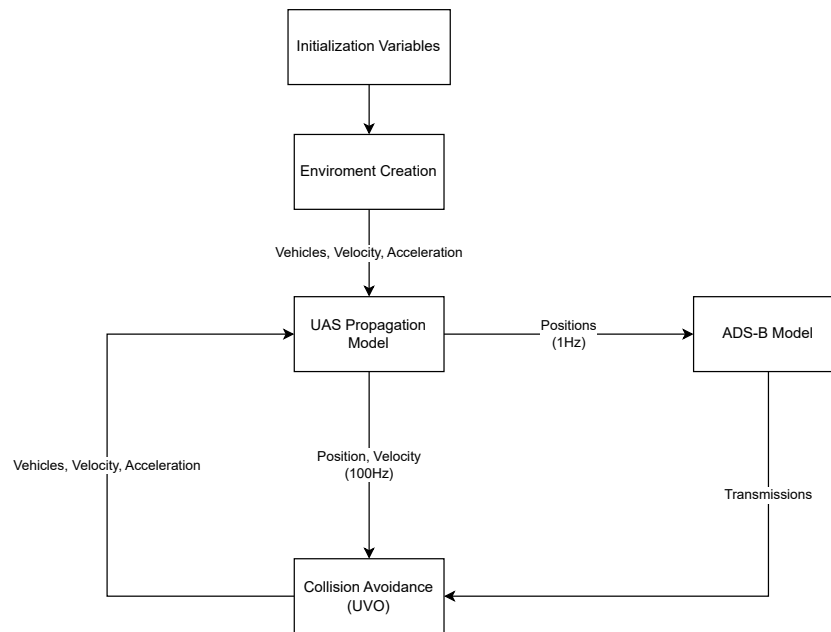 Initialization Variables
Enviroment Creation
Vehicles, Velocity, Acceleration
UAS Propagation
Model
Positions
(1Hz)
ADS-B Model
Vehicles, Velocity, Acceleration
Position, Velocity
(100Hz)
Transmissions
Collision Avoidance
(UVO)